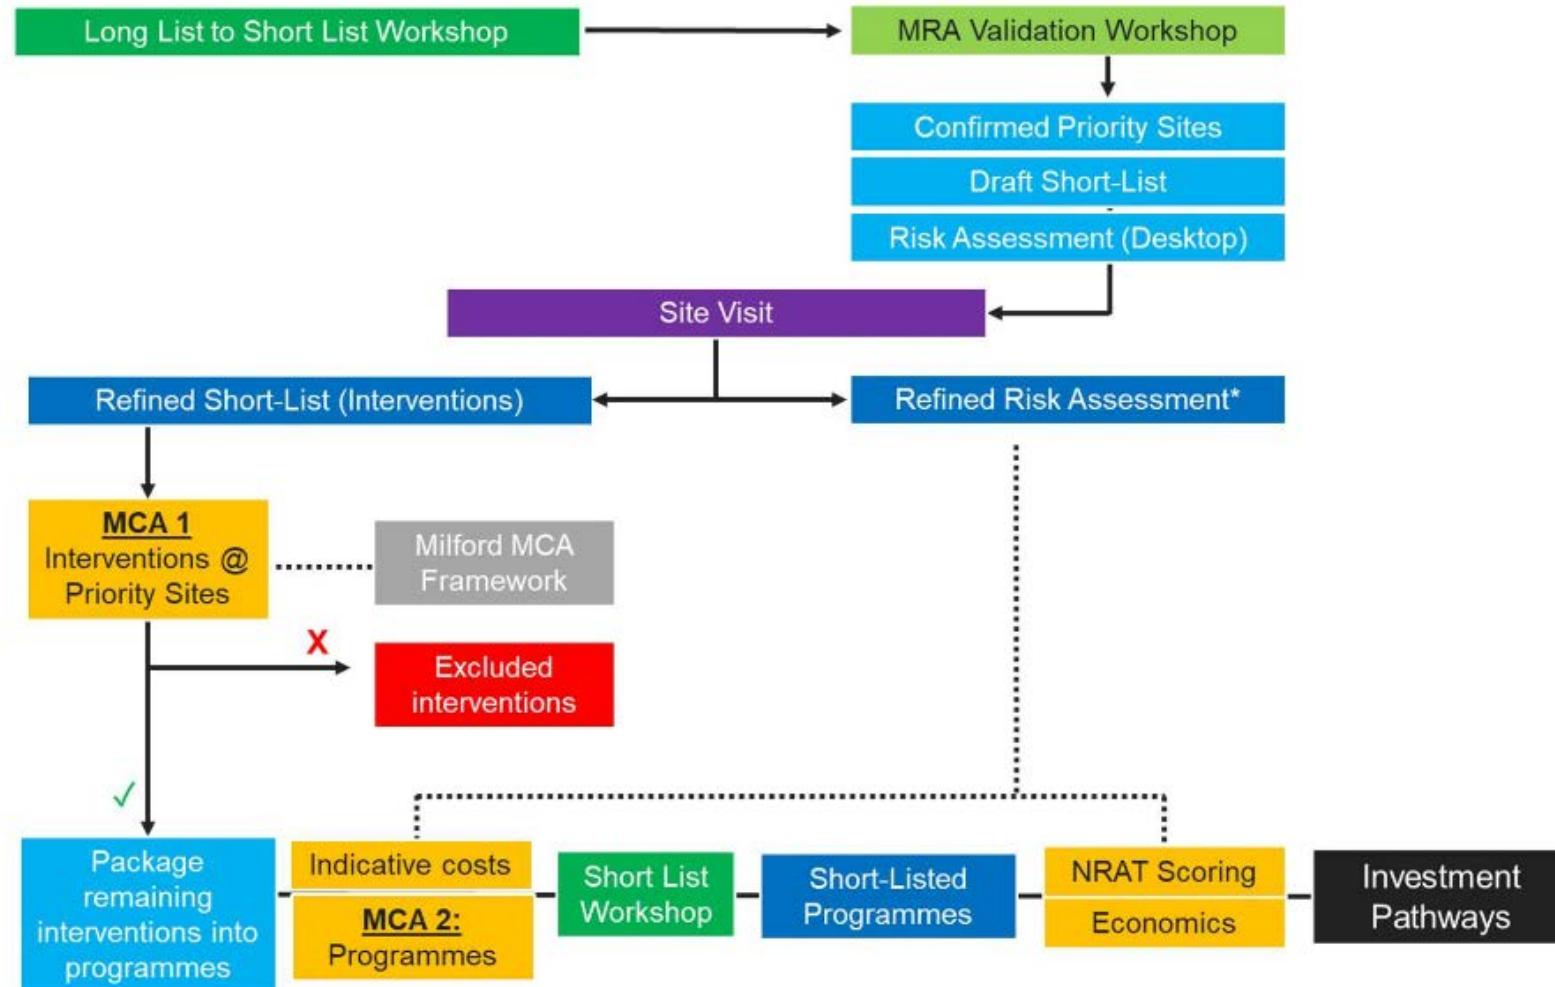 Long List to Short List Workshop
MRA Validation Workshop
Confirmed Priority Sites
Draft Short-List
Risk Assessment (Desktop)
Site Visit
Refined Short-List (Interventions)
Refined Risk Assessment*
MCA 1
Interventions @
Priority Sites
Milford MCA
Framework
X
Excluded
interventions
✓
Package
remaining
interventions into
programmes
Indicative costs
MCA 2:
Programmes
Short List
Workshop
Short-Listed
Programmes
NRAT Scoring
Economics
Investment
Pathways